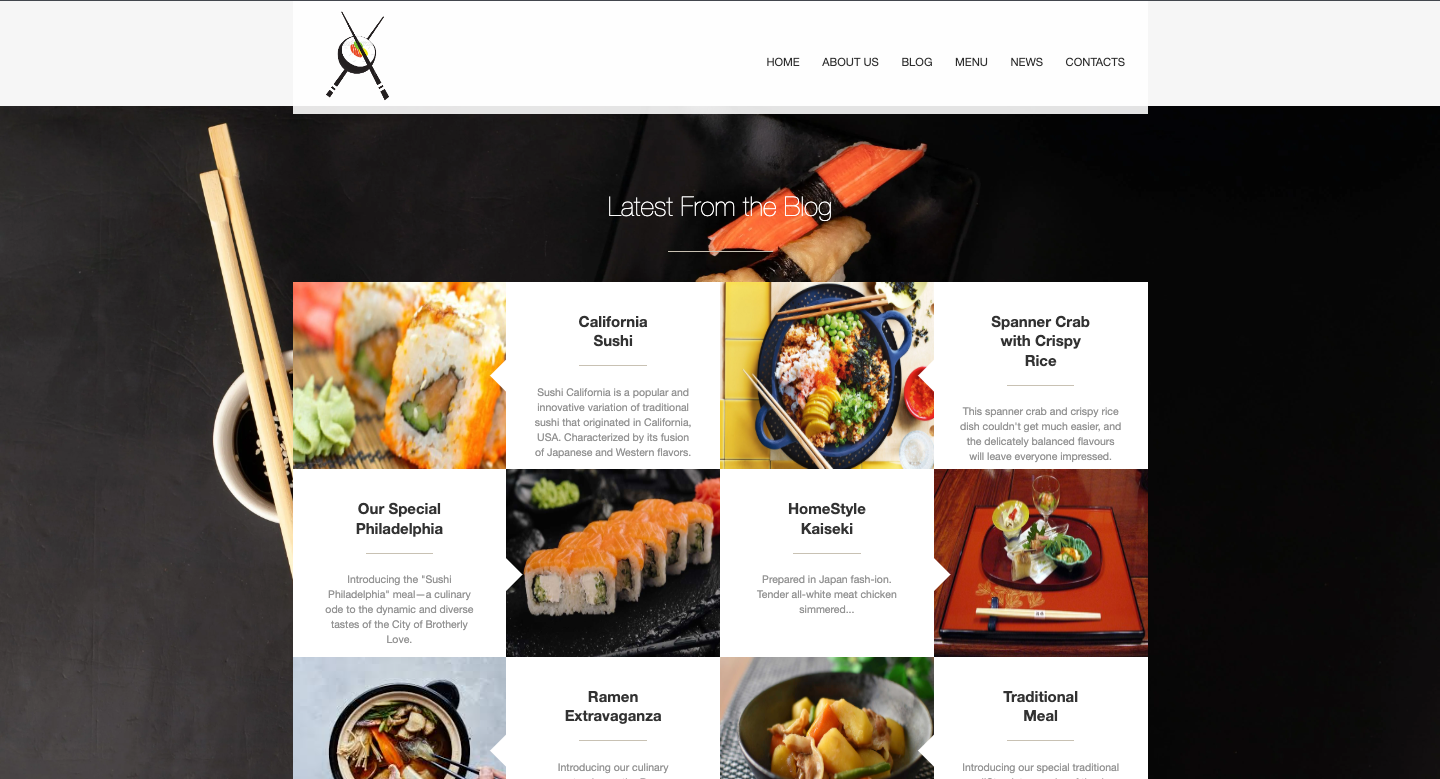 HOME ABOUT US BLOG MENU NEWS CONTACTS
Latest From the Blog
California
Sushi
Sushi California is a popular and
innovative variation of traditional
sushi that originated in California,
USA. Characterized by its fusion
of Japanese and Western flavors.
Spanner Crab
with Crispy
Rice
This spanner crab and crispy rice
dish couldn't get much easier, and
the delicately balanced flavours
will leave everyone impressed.
Our Special
Philadelphia
Introducing the "Sushi
Philadelphia" meal—a culinary
ode to the dynamic and diverse
tastes of the City of Brotherly
Love.
HomeStyle
Kaiseki
Prepared in Japan fash-ion.
Tender all-white meat chicken
simmered...
Ramen
Extravaganza
Introducing our culinary
Traditional
Meal
Introducing our special traditional